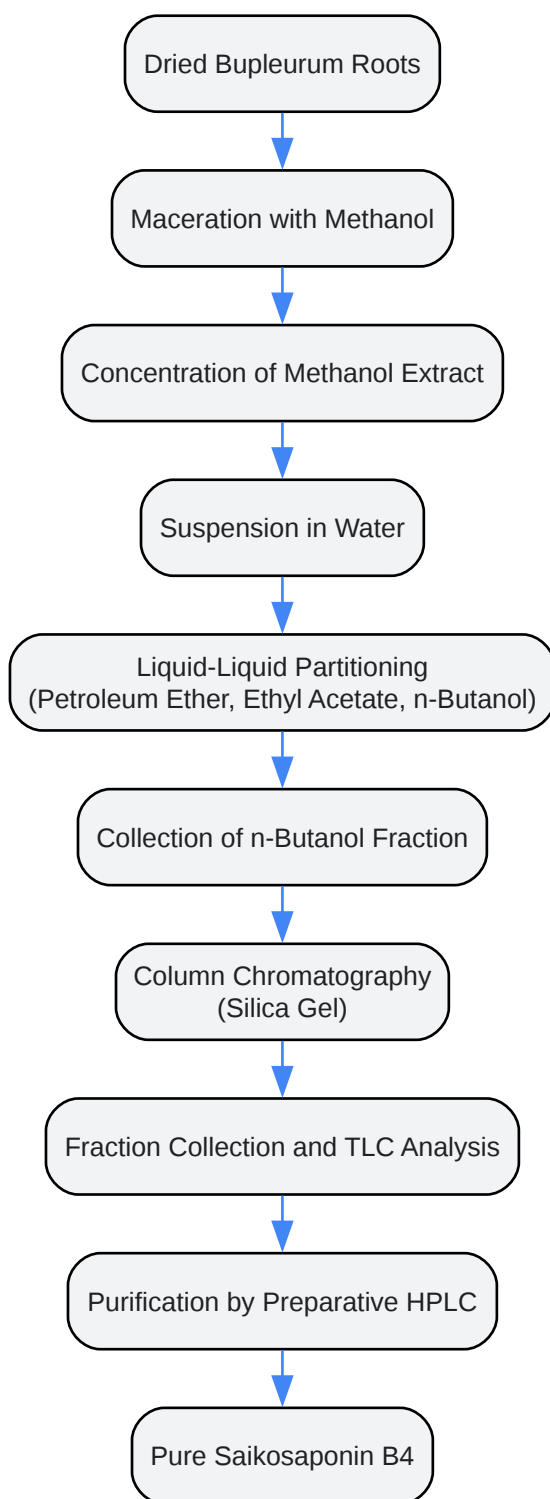 Dried Bupleurum Roots
Maceration with Methanol
Concentration of Methanol Extract
Suspension in Water
Liquid-Liquid Partitioning
(Petroleum Ether, Ethyl Acetate, n-Butanol)
Collection of n-Butanol Fraction
Column Chromatography
(Silica Gel)
Fraction Collection and TLC Analysis
Purification by Preparative HPLC
Pure Saikosaponin B4